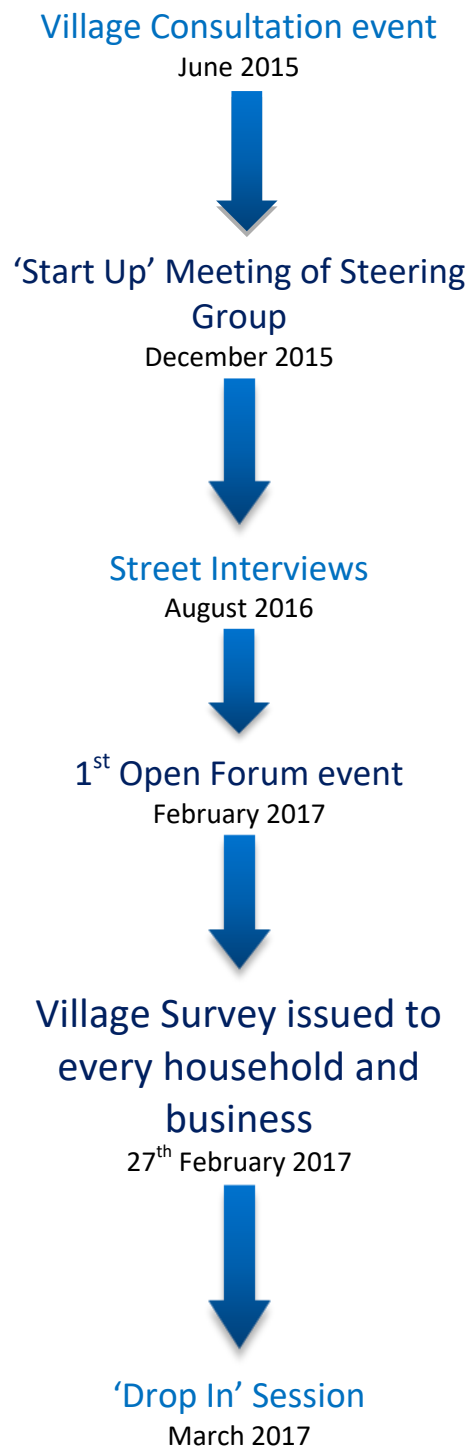 Village Consultation event
June 2015
‘Start Up’ Meeting of Steering
Group
December 2015
Street Interviews
August 2016
1st Open Forum event
February 2017
Village Survey issued to
every household and
business
27th February 2017
‘Drop In’ Session
March 2017